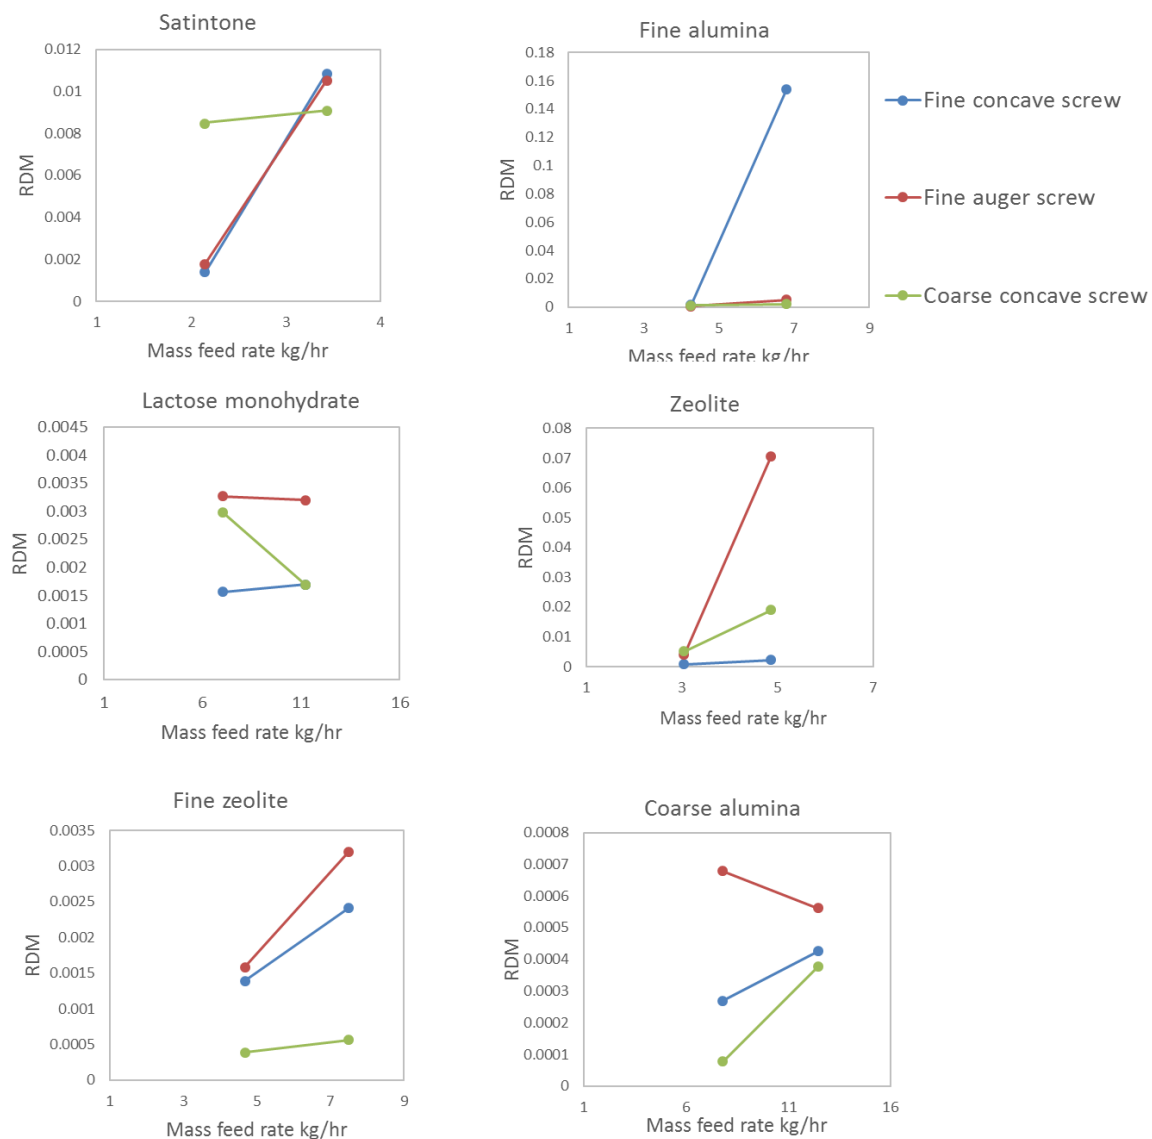 Satintone
0.012
0.01
0.008
0.006
0.004
0.002
0
RDM
1 2 3 4
Mass feed rate kg/hr
Fine alumina
0.18
0.16
0.14
0.12
0.1
0.08
0.06
0.04
0.02
0
RDM
1 3 5 7 9
Mass feed rate kg/hr
Fine concave screw
Fine auger screw
Coarse concave screw
Lactose monohydrate
0.0045
0.004
0.0035
0.003
0.0025
0.002
0.0015
0.001
0.0005
0
RDM
1 6 11 16
Mass feed rate kg/hr
Zeolite
0.08
0.07
0.06
0.05
0.04
0.03
0.02
0.01
0
RDM
1 3 5 7
Mass feed rate kg/hr
Fine zeolite
0.0035
0.003
0.0025
0.002
0.0015
0.001
0.0005
0
RDM
1 3 5 7 9
Mass feed rate kg/hr
Coarse alumina
0.0008
0.0007
0.0006
0.0005
0.0004
0.0003
0.0002
0.0001
0
RDM
1 6 11 16
Mass feed rate kg/hr